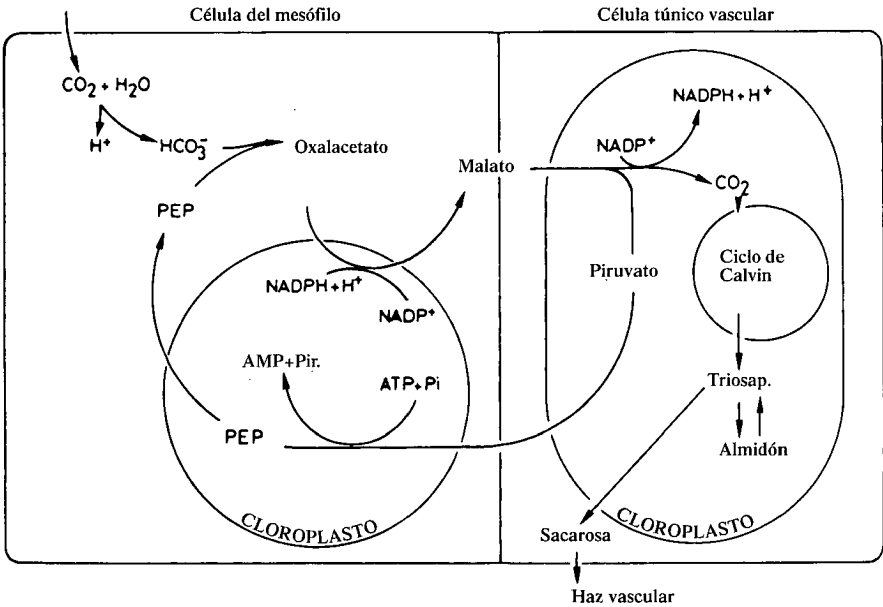 Célula del mesófilo
Célula túnico vascular
CO2 + H2O
H+
HCO3-
Oxalacetato
PEP
Malato
NADPH + H+
NADP+
AMP+Pir.
ATP+Pi
PEP
CLOROPLASTO
NADPH + H+
NADP+
CO2
Piruvato
Ciclo de
Calvin
Triosap.
Almidón
CLOROPLASTO
Sacarosa
Haz vascular